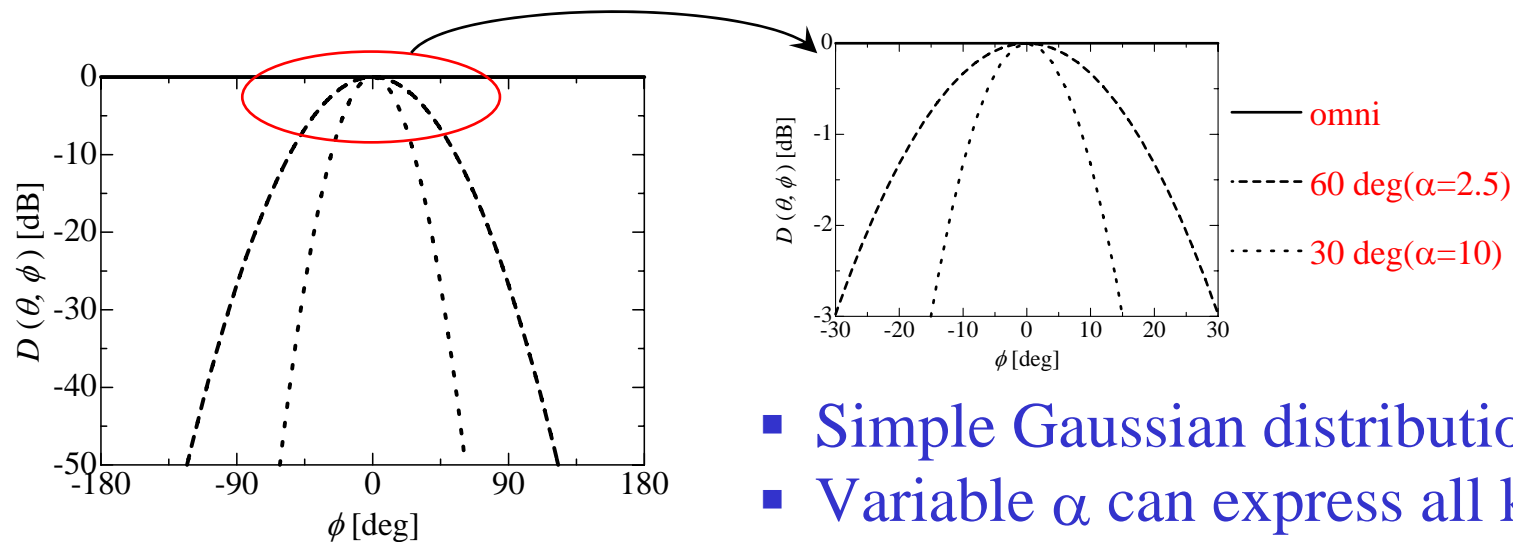 0
-10
-20
-30
-40
-50
-180 -90 0 90 180
D (θ, φ) [dB]
φ [deg]
0
-1
-2
-3
-30 -20 -10 0 10 20 30
D (θ, φ) [dB]
φ [deg]
omni
60 deg(α=2.5)
30 deg(α=10)
▪ Simple Gaussian distributio
▪ Variable α can express all k